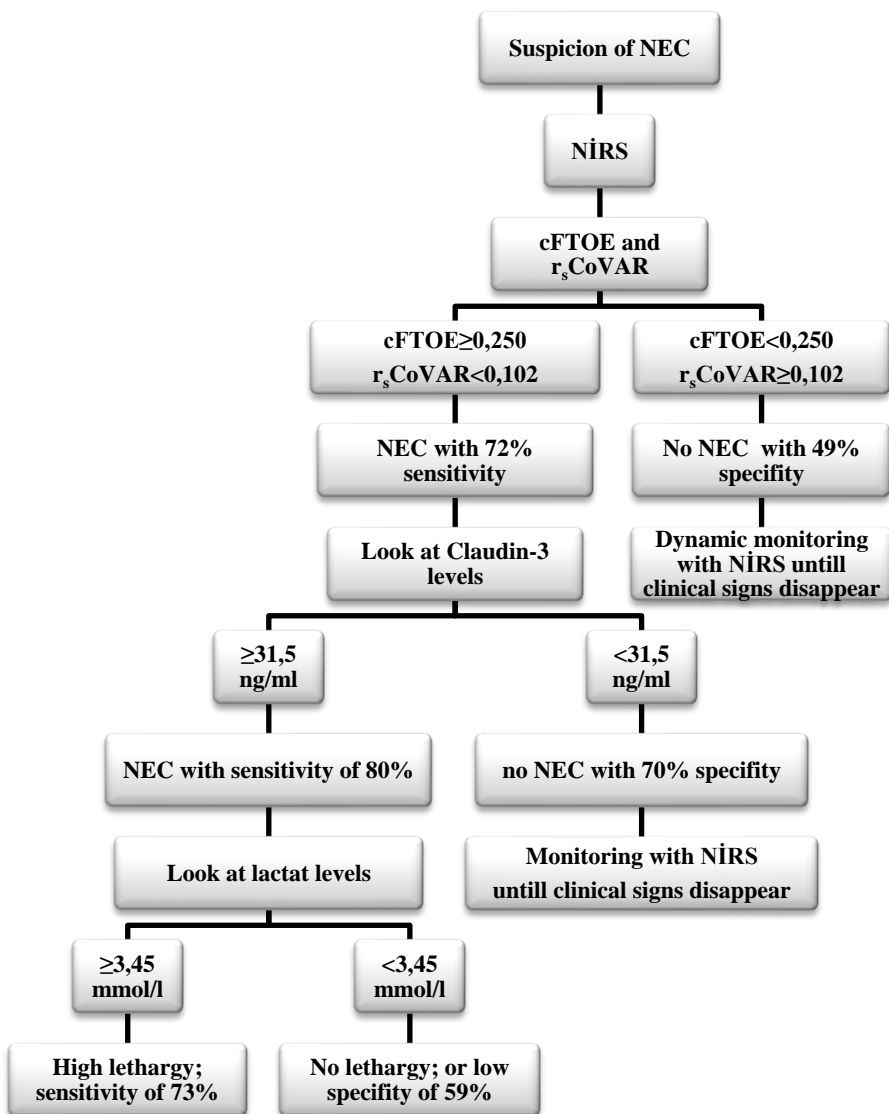 Suspicion of NEC
NİRS
cFTOE and
rₛCoVAR
cFTOE≥0,250
rₛCoVAR<0,102
cFTOE<0,250
rₛCoVAR≥0,102
NEC with 72%
sensitivity
No NEC with 49%
specifity
Look at Claudin-3
levels
Dynamic monitoring
with NİRS untill
clinical signs disappear
≥31,5
ng/ml
<31,5
ng/ml
NEC with sensitivity of 80%
no NEC with 70% specifity
Look at lactat levels
Monitoring with NİRS
untill clinical signs disappear
≥3,45
mmol/l
<3,45
mmol/l
High lethargy;
sensitivity of 73%
No lethargy; or low
specifity of 59%